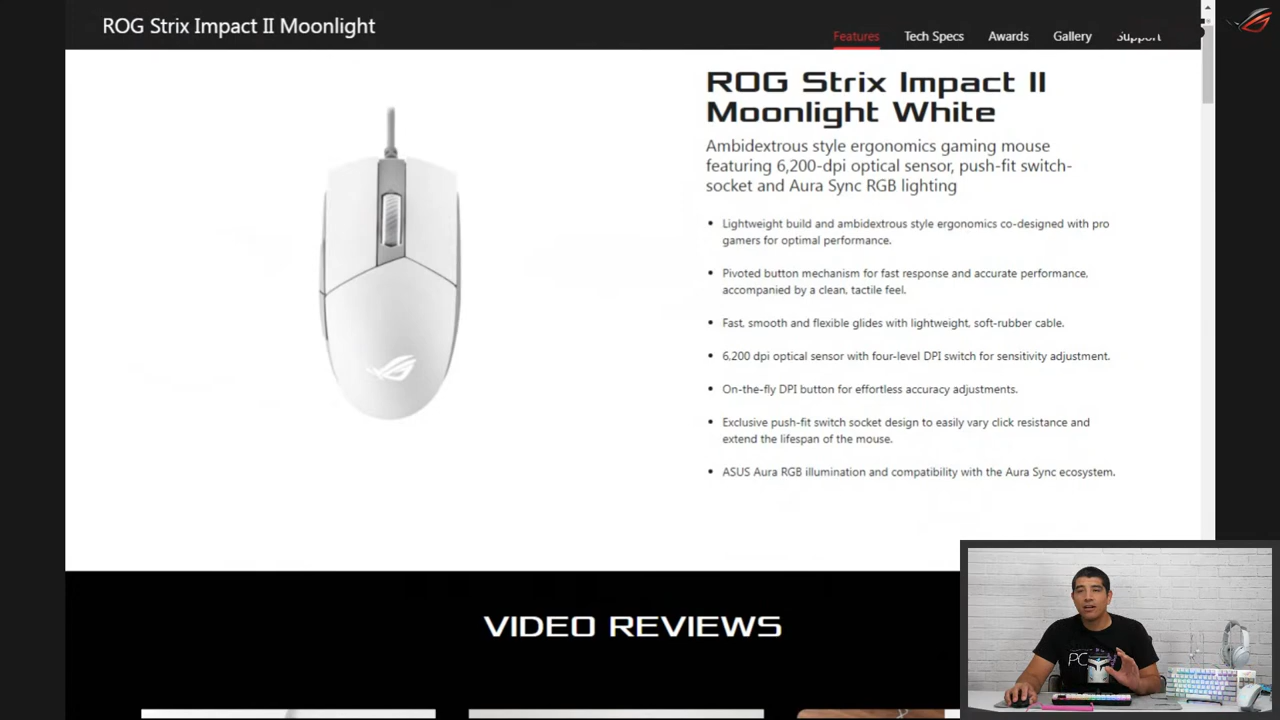 ROG Strix Impact II Moonlight
Features Tech Specs Awards Gallery Support
ROG Strix Impact II
Moonlight White
Ambidextrous style ergonomics gaming mouse
featuring 6,200-dpi optical sensor, push-fit switch-
socket and Aura Sync RGB lighting
• Lightweight build and ambidextrous style ergonomics co-designed with pro
gamers for optimal performance.
• Pivoted button mechanism for fast response and accurate performance,
accompanied by a clean, tactile feel.
• Fast, smooth and flexible glides with lightweight, soft-rubber cable.
• 6,200 dpi optical sensor with four-level DPI switch for sensitivity adjustment.
• On-the-fly DPI button for effortless accuracy adjustments.
• Exclusive push-fit switch socket design to easily vary click resistance and
extend the lifespan of the mouse.
• ASUS Aura RGB illumination and compatibility with the Aura Sync ecosystem.
VIDEO REVIEWS
PC